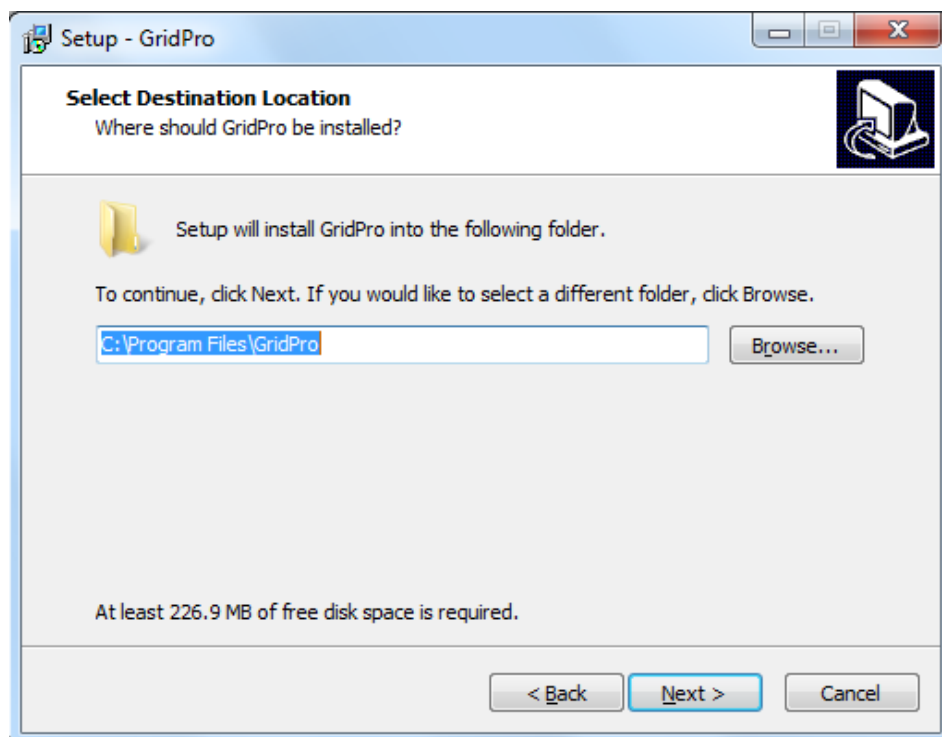 Setup - GridPro
Select Destination Location
Where should GridPro be installed?
Setup will install GridPro into the following folder.
To continue, click Next. If you would like to select a different folder, click Browse.
C:\Program Files\GridPro
Browse...
At least 226.9 MB of free disk space is required.
< Back Next > Cancel